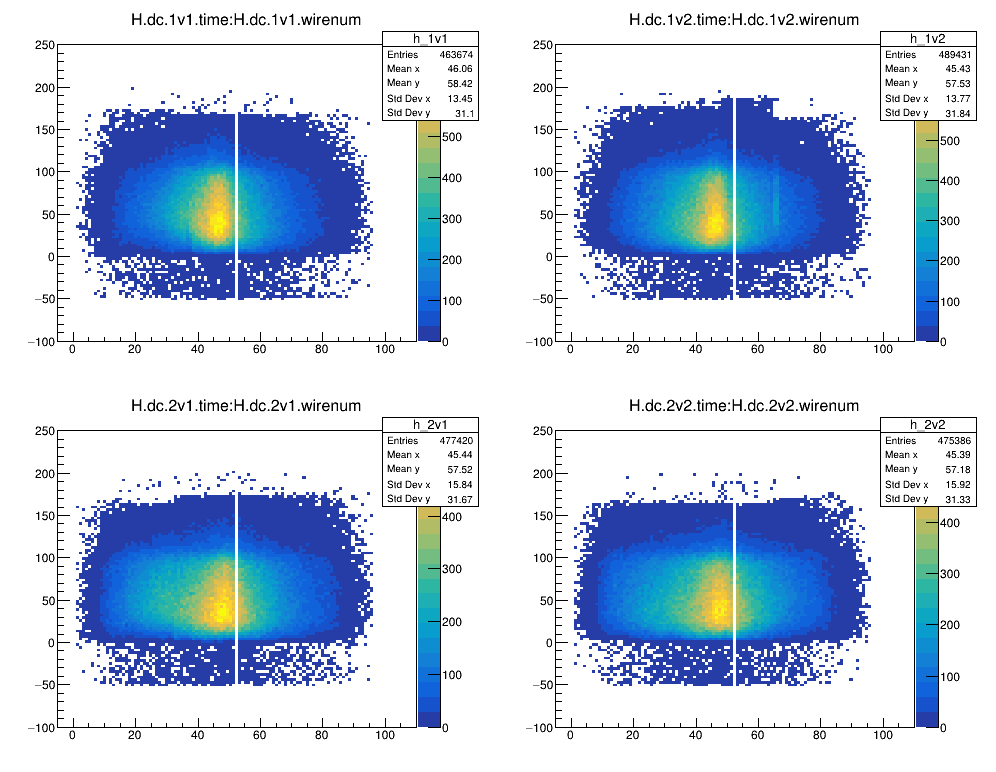 H.dc.1v1.time:H.dc.1v1.wirenum
h_1v1
Entries 463674
Mean x 46.06
Mean y 58.42
Std Dev x 13.45
Std Dev y 31.1
250
200
150
100
50
0
−50
−100
0 20 40 60 80 100
500
400
300
200
100
0
H.dc.1v2.time:H.dc.1v2.wirenum
h_1v2
Entries 489431
Mean x 45.43
Mean y 57.53
Std Dev x 13.77
Std Dev y 31.84
250
200
150
100
50
0
−50
−100
0 20 40 60 80 100
500
400
300
200
100
0
H.dc.2v1.time:H.dc.2v1.wirenum
h_2v1
Entries 477420
Mean x 45.44
Mean y 57.52
Std Dev x 15.84
Std Dev y 31.67
250
200
150
100
50
0
−50
−100
0 20 40 60 80 100
400
300
200
100
0
H.dc.2v2.time:H.dc.2v2.wirenum
h_2v2
Entries 475386
Mean x 45.39
Mean y 57.18
Std Dev x 15.92
Std Dev y 31.33
250
200
150
100
50
0
−50
−100
0 20 40 60 80 100
400
300
200
100
0